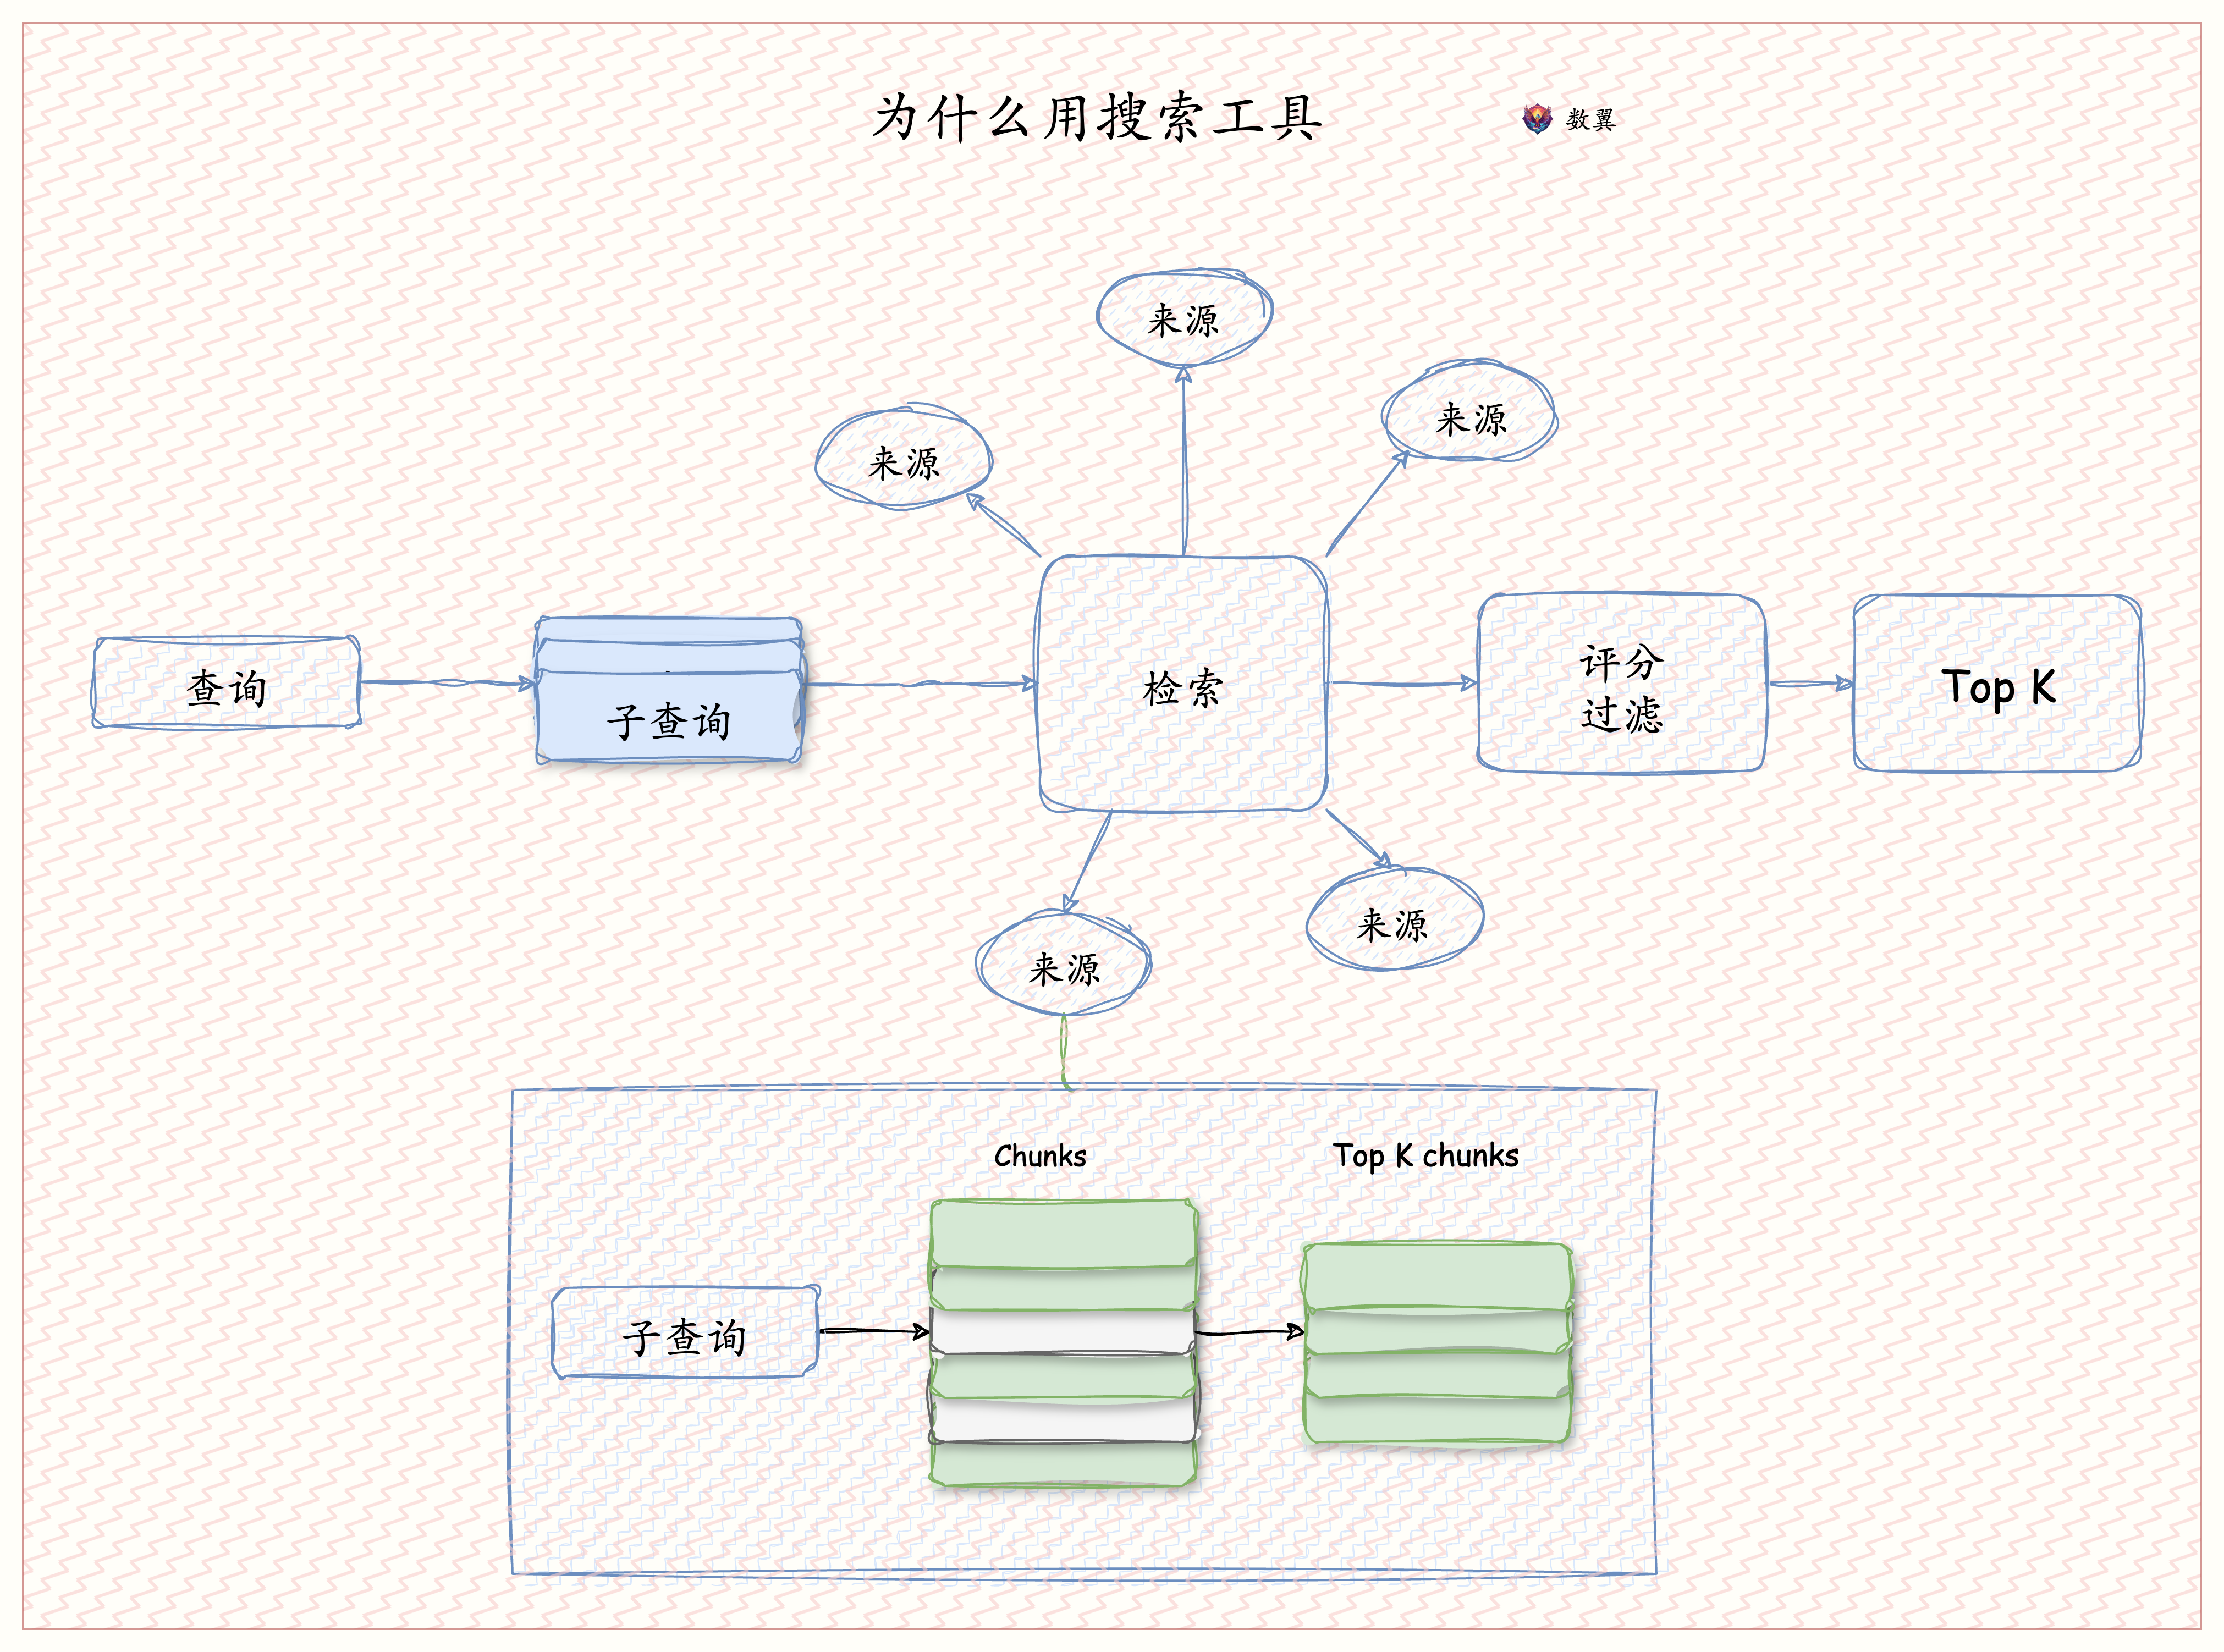 为什么用搜索工具
数翼
来源
来源
来源
查询
子查询
检索
评分
过滤
Top K
来源
来源
Chunks
Top K chunks
子查询